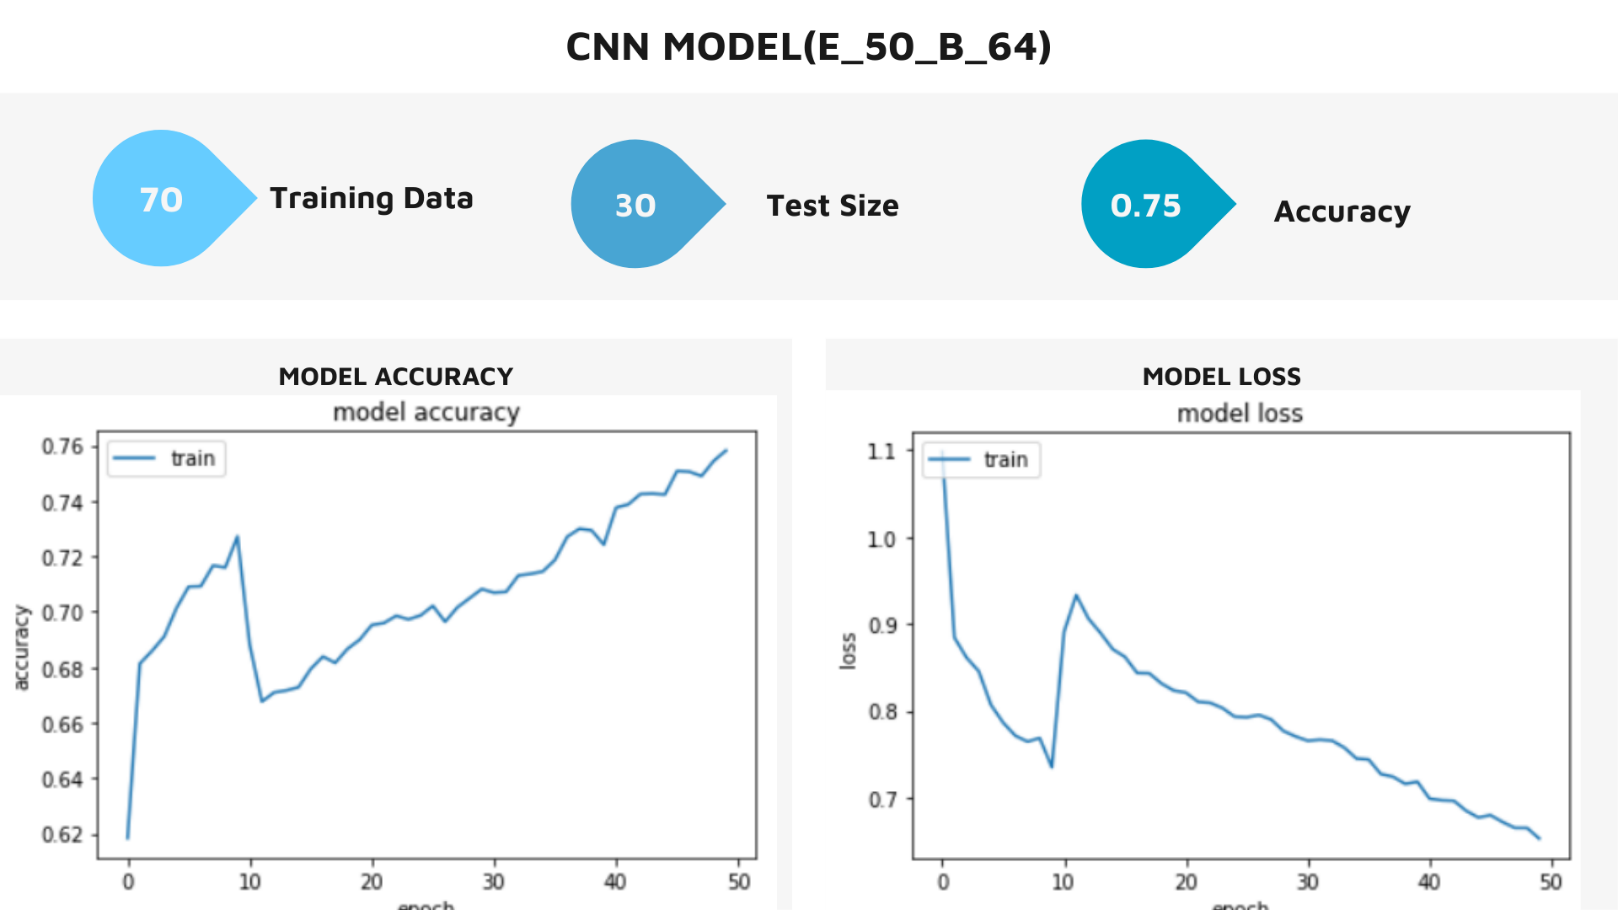 CNN MODEL(E_50_B_64)
70
Training Data
30
Test Size
0.75
Accuracy
MODEL ACCURACY
model accuracy
train
0.76
0.74
0.72
0.70
0.68
0.66
0.64
0.62
accuracy
0 10 20 30 40 50
epoch
MODEL LOSS
model loss
train
1.1
1.0
0.9
0.8
0.7
loss
0 10 20 30 40 50
epoch